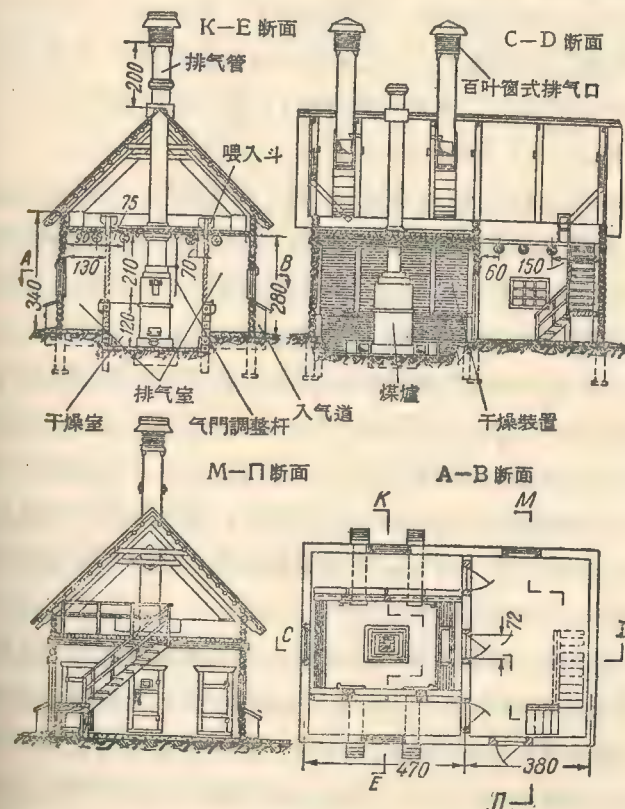 К—Е 断面
C—D 断面
排气管
百叶窗式排气口
200
喂入斗
75
90
130
210
70
A
B
340
280
120
60
150
干燥室
排气室
气門調整杆
入气道
煤爐
干燥裝置
М—П 断面
A—B 断面
К
М
C
72
E
470
380
П